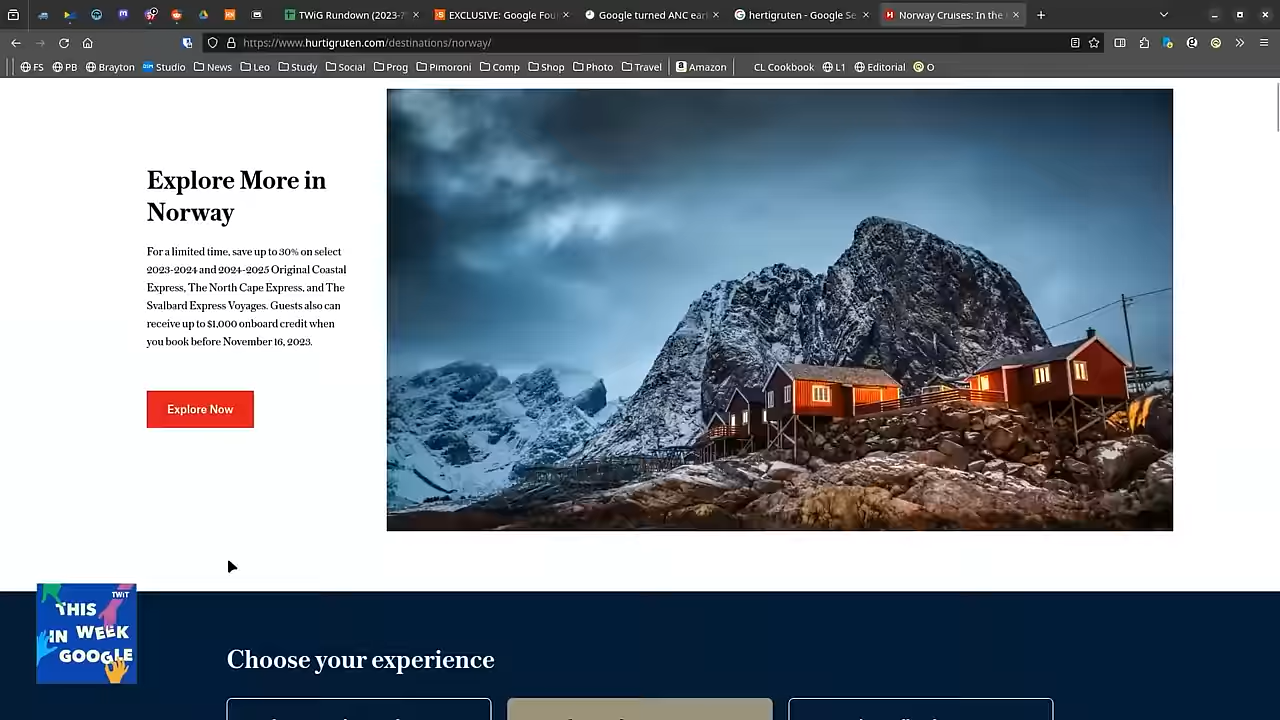 TWiG Rundown (2023-
EXCLUSIVE: Google Fou
Google turned ANC ear
hertigruten - Google Se
Norway Cruises: In the
https://www.hurtigruten.com/destinations/norway/
FS PB Brayton Studio News Leo Study Social Prog Pimoroni Comp Shop Photo Travel Amazon CL Cookbook L1 Editorial O
Explore More in
Norway
For a limited time, save up to 30% on select
2023-2024 and 2024-2025 Original Coastal
Express, The North Cape Express, and The
Svalbard Express Voyages. Guests also can
receive up to $1,000 onboard credit when
you book before November 16, 2023.
Explore Now
TWiT
THIS
IN WEEK
GOOGLE
Choose your experience